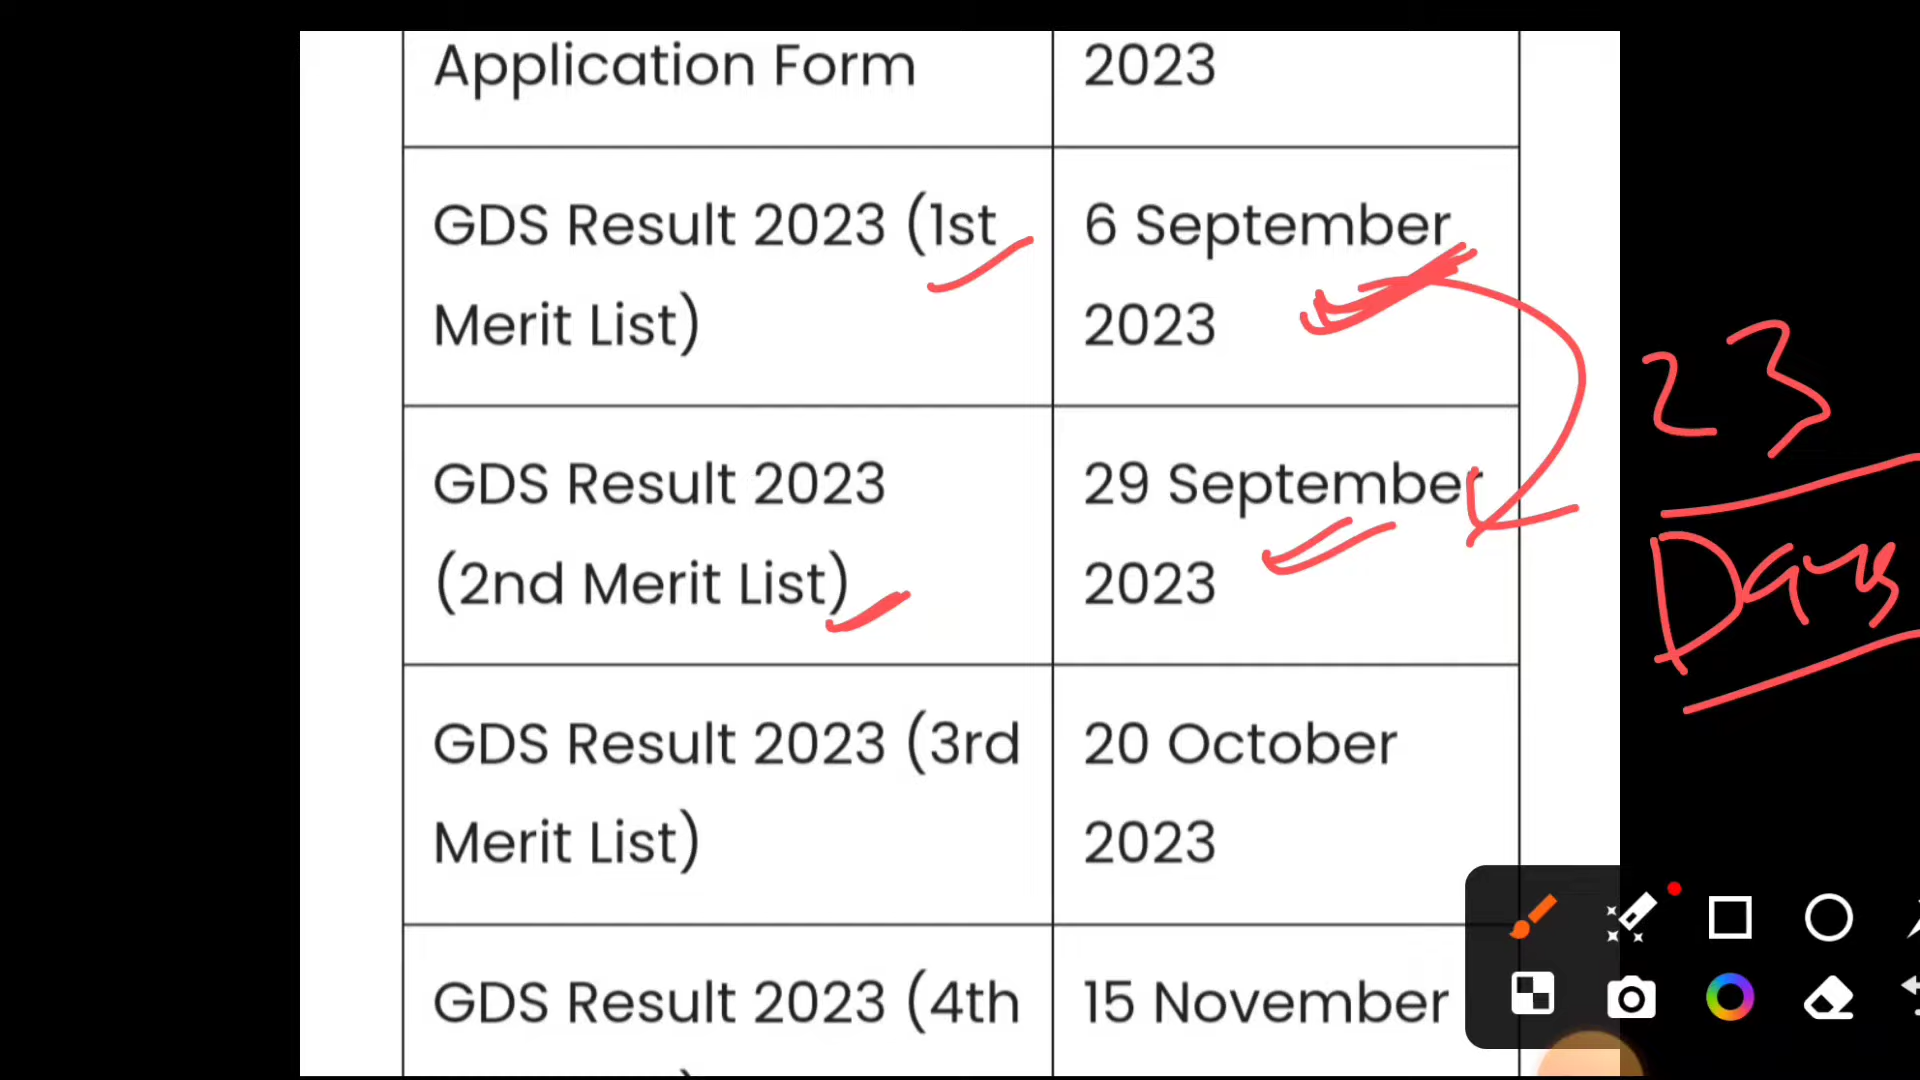 Application Form
2023
GDS Result 2023 (1st
Merit List)
6 September
2023
23
Days
GDS Result 2023
(2nd Merit List)
29 September
2023
GDS Result 2023 (3rd
Merit List)
20 October
2023
GDS Result 2023 (4th
15 November